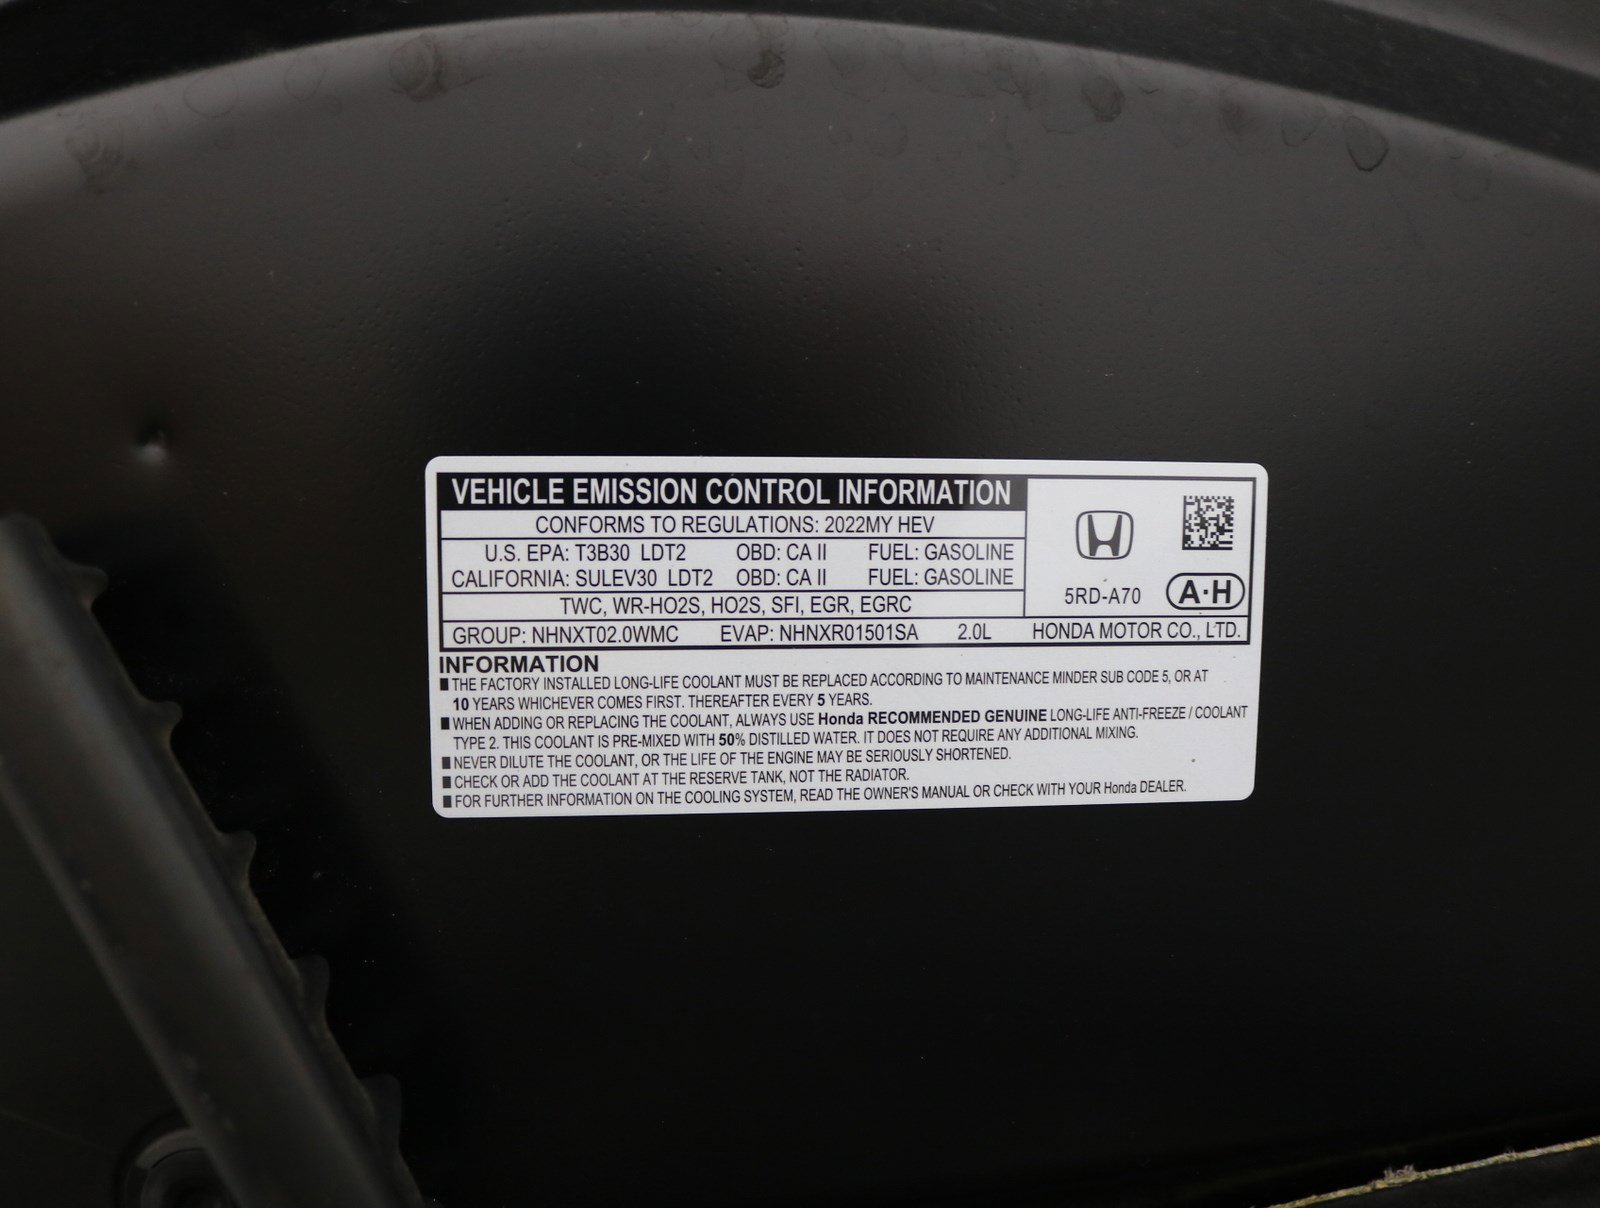 VEHICLE EMISSION CONTROL INFORMATION
CONFORMS TO REGULATIONS: 2022MY HEV
U.S. EPA: T3B30 LDT2 OBD: CA II FUEL: GASOLINE
CALIFORNIA: SULEV30 LDT2 OBD: CA II FUEL: GASOLINE
5RD-A70 A·H
TWC, WR-HO2S, HO2S, SFI, EGR, EGRC
GROUP: NHNXT02.0WMC EVAP: NHNXR01501SA 2.0L HONDA MOTOR CO., LTD.
INFORMATION
■ THE FACTORY INSTALLED LONG-LIFE COOLANT MUST BE REPLACED ACCORDING TO MAINTENANCE MINDER SUB CODE 5, OR AT
10 YEARS WHICHEVER COMES FIRST. THEREAFTER EVERY 5 YEARS.
■ WHEN ADDING OR REPLACING THE COOLANT, ALWAYS USE Honda RECOMMENDED GENUINE LONG-LIFE ANTI-FREEZE / COOLANT
TYPE 2. THIS COOLANT IS PRE-MIXED WITH 50% DISTILLED WATER. IT DOES NOT REQUIRE ANY ADDITIONAL MIXING.
■ NEVER DILUTE THE COOLANT, OR THE LIFE OF THE ENGINE MAY BE SERIOUSLY SHORTENED.
■ CHECK OR ADD THE COOLANT AT THE RESERVE TANK, NOT THE RADIATOR.
■ FOR FURTHER INFORMATION ON THE COOLING SYSTEM, READ THE OWNER'S MANUAL OR CHECK WITH YOUR Honda DEALER.